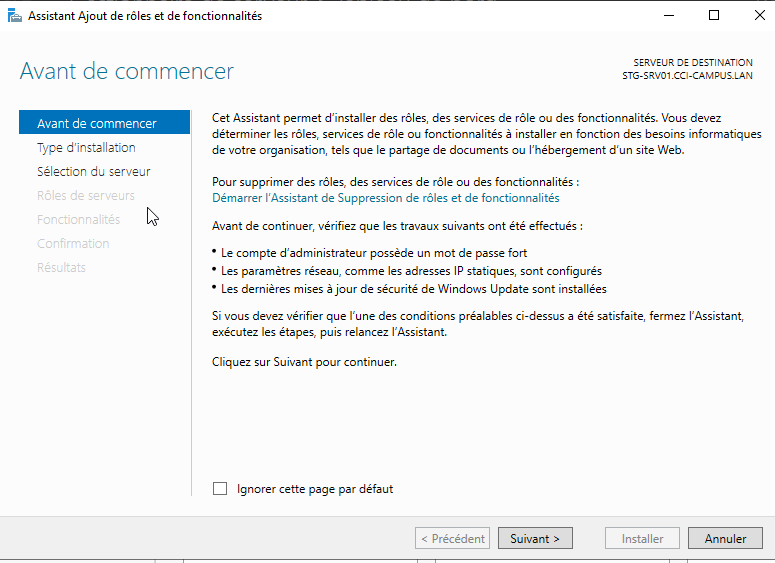 Assistant Ajout de rôles et de fonctionnalités
Avant de commencer
SERVEUR DE DESTINATION
STG-SRV01.CCI-CAMPUS.LAN
Avant de commencer
Type d'installation
Sélection du serveur
Rôles de serveurs
Fonctionnalités
Confirmation
Résultats
Cet Assistant permet d'installer des rôles, des services de rôle ou des fonctionnalités. Vous devez
déterminer les rôles, services de rôle ou fonctionnalités à installer en fonction des besoins informatiques
de votre organisation, tels que le partage de documents ou l'hébergement d'un site Web.
Pour supprimer des rôles, des services de rôle ou des fonctionnalités :
Démarrer l'Assistant de Suppression de rôles et de fonctionnalités
Avant de continuer, vérifiez que les travaux suivants ont été effectués :
• Le compte d'administrateur possède un mot de passe fort
• Les paramètres réseau, comme les adresses IP statiques, sont configurés
• Les dernières mises à jour de sécurité de Windows Update sont installées
Si vous devez vérifier que l'une des conditions préalables ci-dessus a été satisfaite, fermez l'Assistant,
exécutez les étapes, puis relancez l'Assistant.
Cliquez sur Suivant pour continuer.
Ignorer cette page par défaut
< Précédent
Suivant >
Installer
Annuler